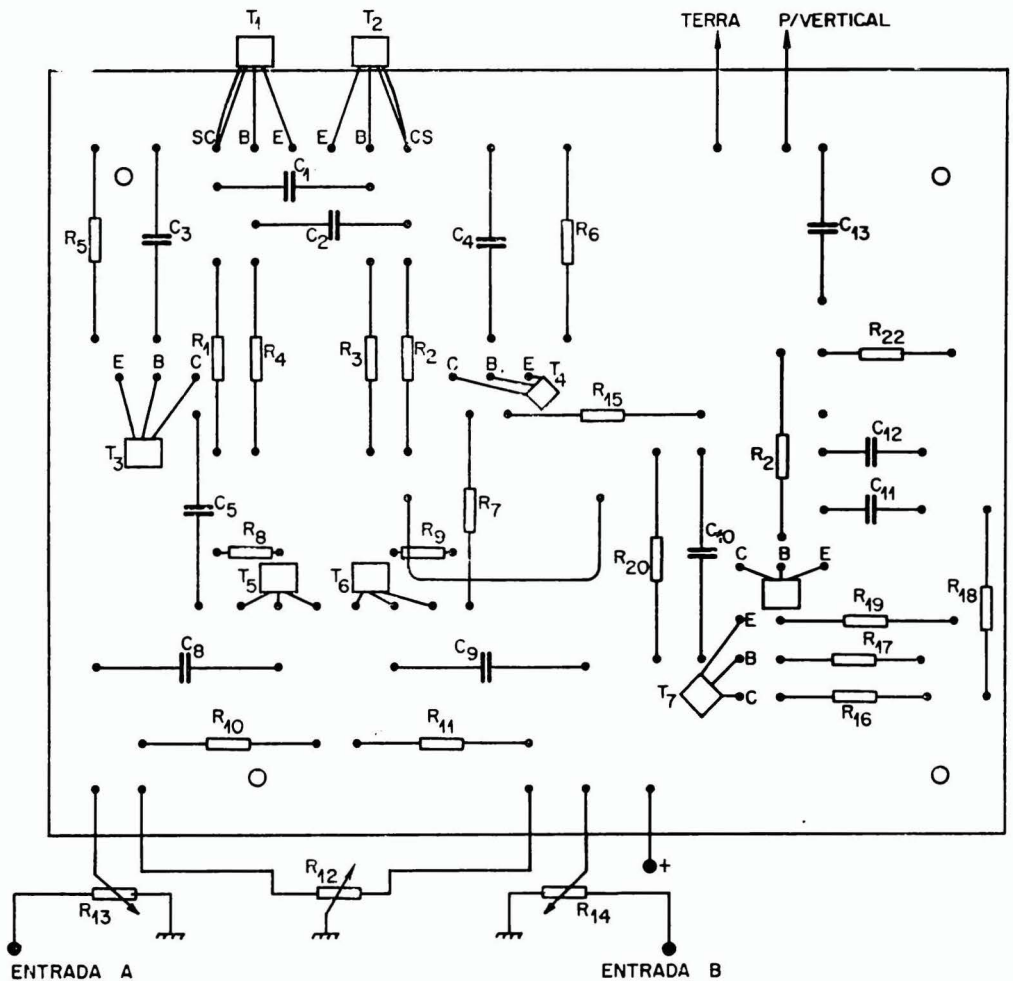 T1 T2 TERRA P/VERTICAL
SC B E E B CS
C1
R5 C3 C2 C4 R6 C13
R1 R4 R3 R2 R22
E B C C B. E T4
R15
T3 C12
R2
C5 R7 C11
R8 R9 R20 C10
T5 T6 C B E R18
E R19
C8 C9 B R17
T7 C R16
R10 R11
R12 +
R13 R14
ENTRADA A ENTRADA B